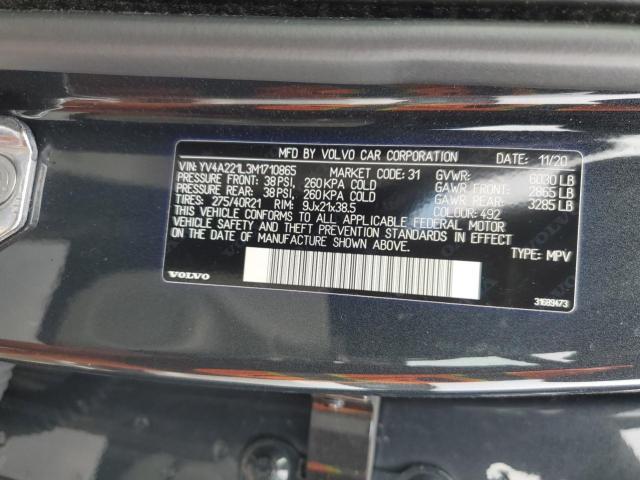 MFD BY VOLVO CAR CORPORATION DATE: 11/20
VIN: YV4A221L3M1710865 MARKET CODE: 31 GVWR: 6030 LB
PRESSURE FRONT: 38 PSI, 260 KPA COLD GAWR FRONT: 2865 LB
PRESSURE REAR: 38 PSI, 260 KPA COLD GAWR REAR: 3285 LB
TIRES: 275/40R21 RIM: 9Jx21x38.5 COLOUR: 492
THIS VEHICLE CONFORMS TO ALL APPLICABLE FEDERAL MOTOR
VEHICLE SAFETY AND THEFT PREVENTION STANDARDS IN EFFECT
ON THE DATE OF MANUFACTURE SHOWN ABOVE. TYPE: MPV
VOLVO 31689473